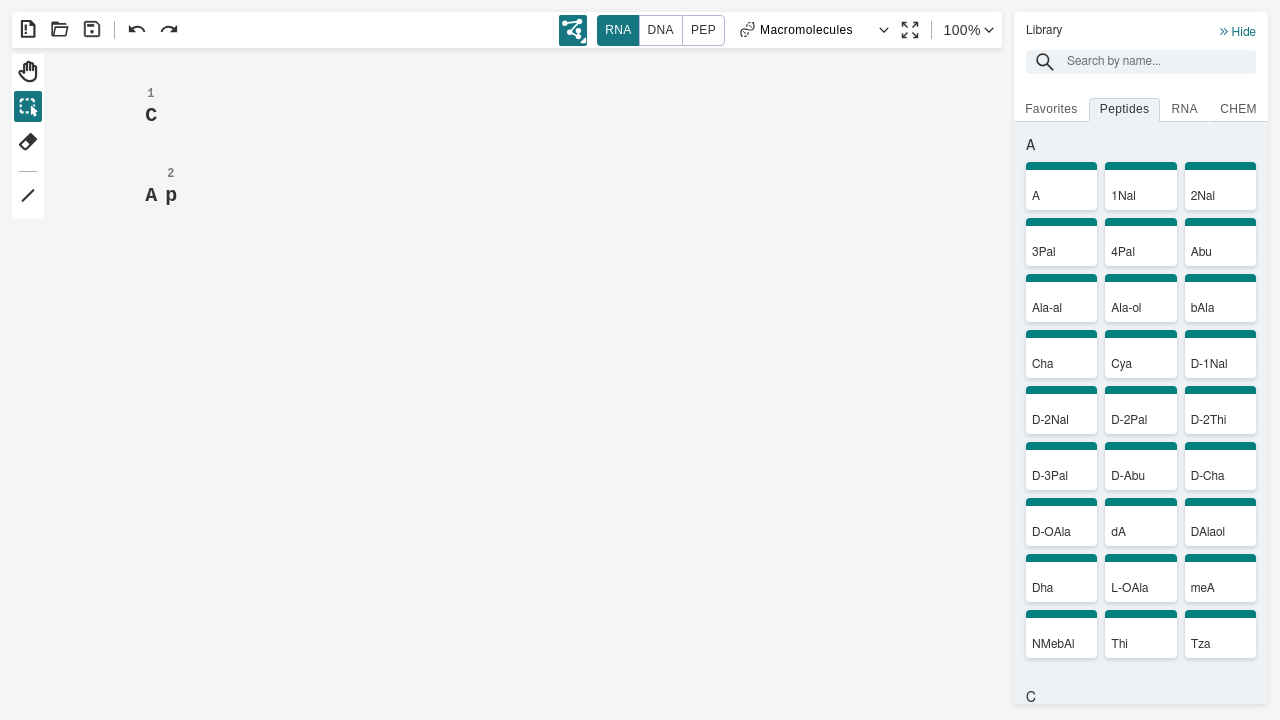 RNA DNA PEP Macromolecules 100%
Library
Hide
Search by name...
Favorites Peptides RNA CHEM
1
C
2
A p
A
A 1Nal 2Nal
3Pal 4Pal Abu
Ala-al Ala-ol bAla
Cha Cya D-1Nal
D-2Nal D-2Pal D-2Thi
D-3Pal D-Abu D-Cha
D-OAla dA DAlaol
Dha L-OAla meA
NMebAl Thi Tza
C